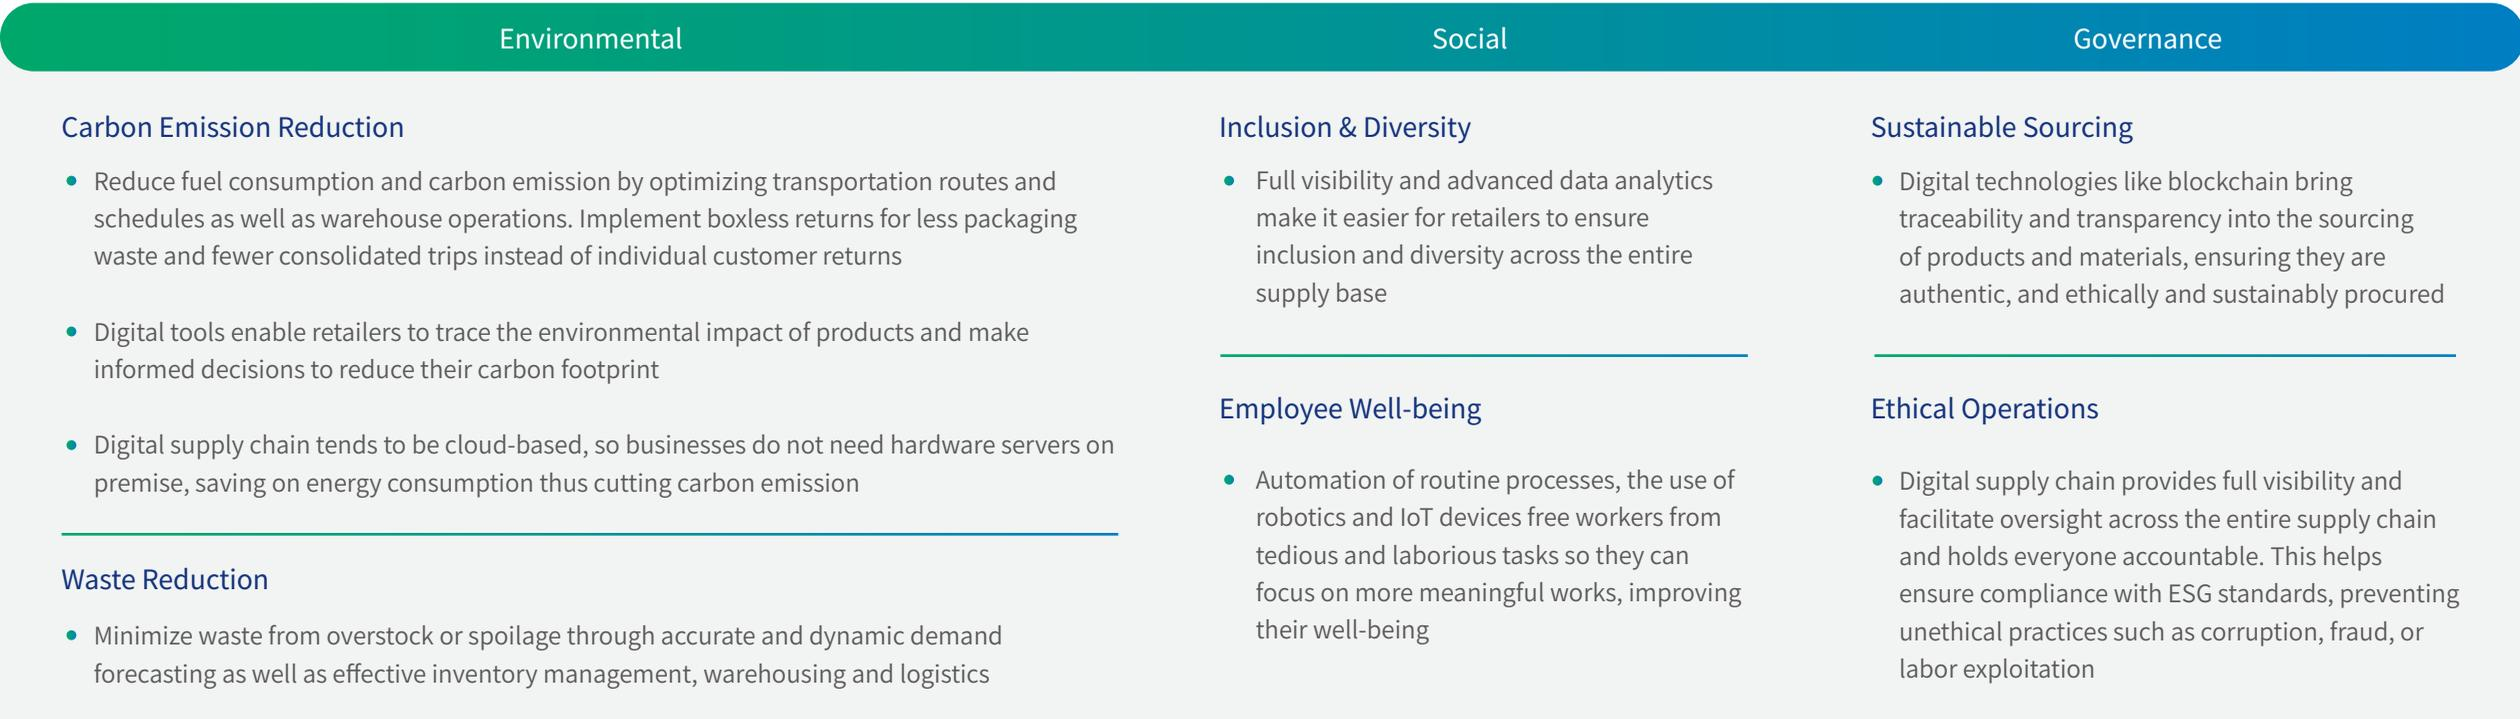 Environmental
Social
Governance
Carbon Emission Reduction
Reduce fuel consumption and carbon emission by optimizing transportation routes and
schedules as well as warehouse operations. Implement boxless returns for less packaging
waste and fewer consolidated trips instead of individual customer returns
Digital tools enable retailers to trace the environmental impact of products and make
informed decisions to reduce their carbon footprint
Digital supply chain tends to be cloud-based, so businesses do not need hardware servers on
premise, saving on energy consumption thus cutting carbon emission
Waste Reduction
Minimize waste from overstock or spoilage through accurate and dynamic demand
forecasting as well as effective inventory management, warehousing and logistics
Inclusion & Diversity
Full visibility and advanced data analytics
make it easier for retailers to ensure
inclusion and diversity across the entire
supply base
Employee Well-being
Automation of routine processes, the use of
robotics and IoT devices free workers from
tedious and laborious tasks so they can
focus on more meaningful works, improving
their well-being
Sustainable Sourcing
Digital technologies like blockchain bring
traceability and transparency into the sourcing
of products and materials, ensuring they are
authentic, and ethically and sustainably procured
Ethical Operations
Digital supply chain provides full visibility and
facilitate oversight across the entire supply chain
and holds everyone accountable. This helps
ensure compliance with ESG standards, preventing
unethical practices such as corruption, fraud, or
labor exploitation